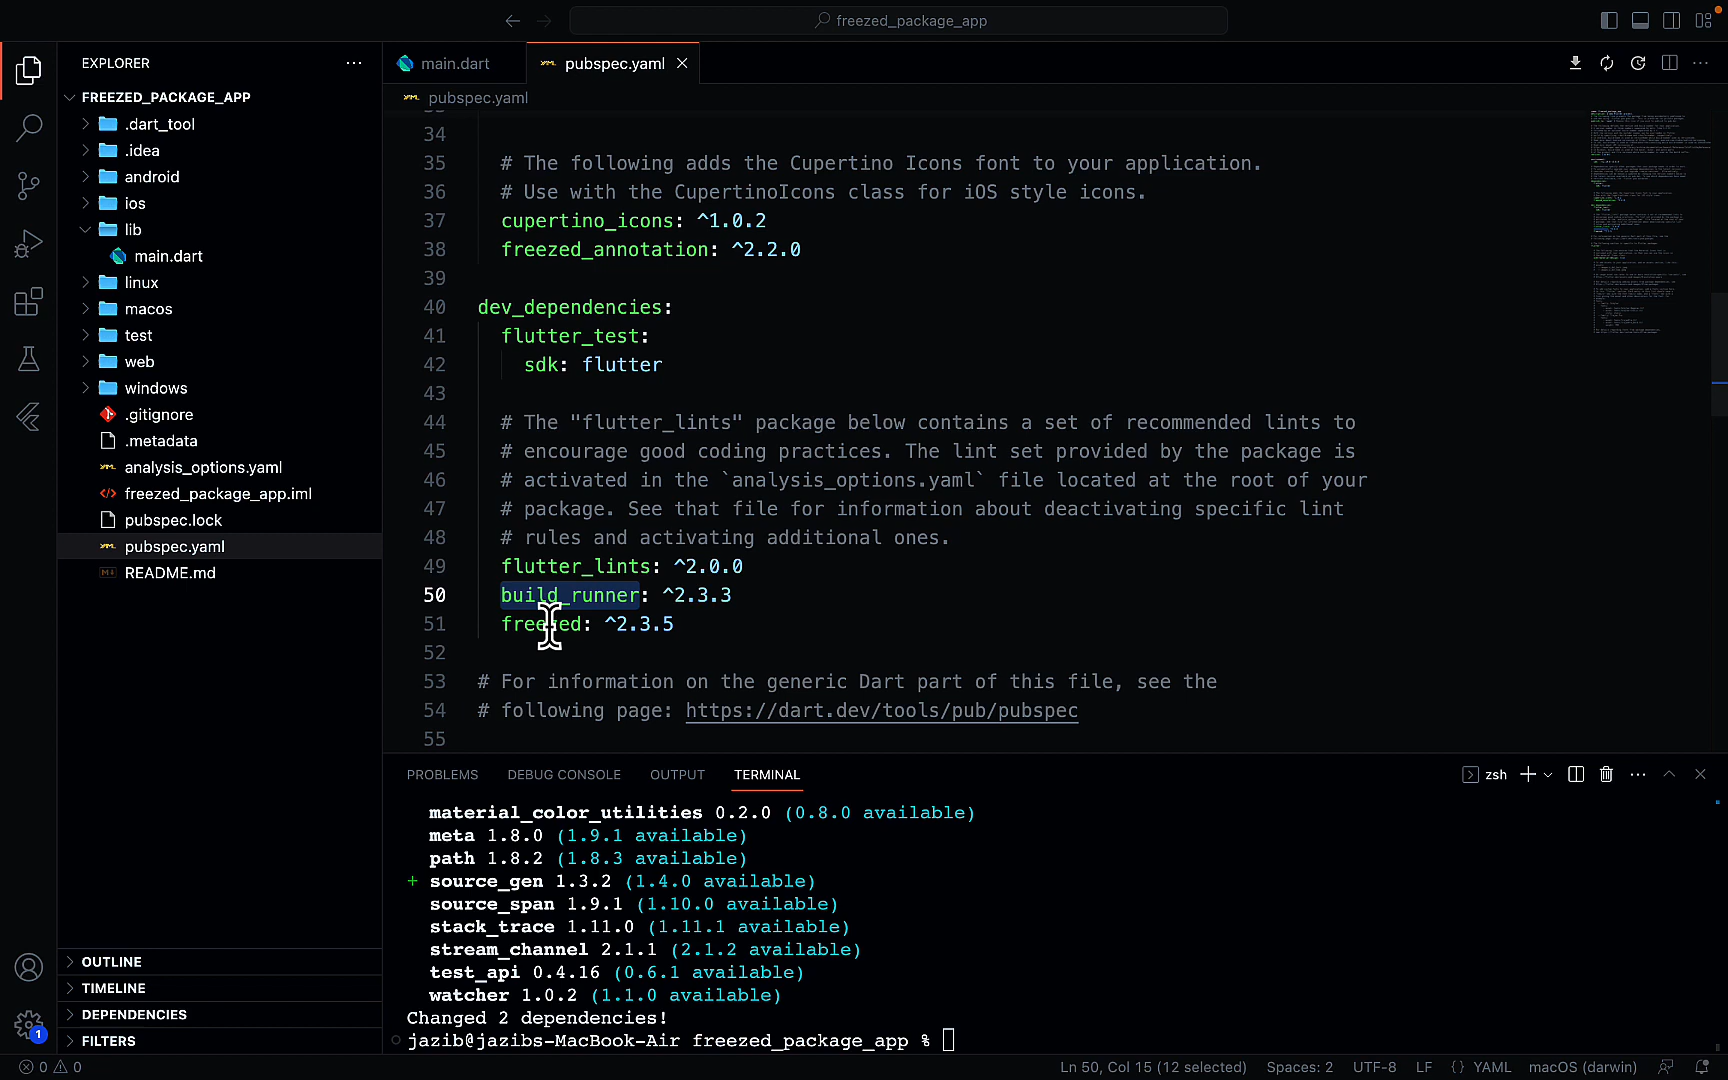 freezed_package_app
EXPLORER
FREEZED_PACKAGE_APP
.dart_tool
.idea
android
ios
lib
main.dart
linux
macos
test
web
windows
.gitignore
.metadata
analysis_options.yaml
freezed_package_app.iml
pubspec.lock
pubspec.yaml
README.md
OUTLINE
TIMELINE
DEPENDENCIES
FILTERS
1
main.dart
pubspec.yaml
pubspec.yaml
34
35 # The following adds the Cupertino Icons font to your application.
36 # Use with the CupertinoIcons class for iOS style icons.
37 cupertino_icons: ^1.0.2
38 freezed_annotation: ^2.2.0
39
40 dev_dependencies:
41 flutter_test:
42 sdk: flutter
43
44 # The "flutter_lints" package below contains a set of recommended lints to
45 # encourage good coding practices. The lint set provided by the package is
46 # activated in the `analysis_options.yaml` file located at the root of your
47 # package. See that file for information about deactivating specific lint
48 # rules and activating additional ones.
49 flutter_lints: ^2.0.0
50 build_runner: ^2.3.3
51 freezed: ^2.3.5
52
53 # For information on the generic Dart part of this file, see the
54 # following page: https://dart.dev/tools/pub/pubspec
55
PROBLEMS DEBUG CONSOLE OUTPUT TERMINAL
zsh
material_color_utilities 0.2.0 (0.8.0 available)
meta 1.8.0 (1.9.1 available)
path 1.8.2 (1.8.3 available)
+ source_gen 1.3.2 (1.4.0 available)
source_span 1.9.1 (1.10.0 available)
stack_trace 1.11.0 (1.11.1 available)
stream_channel 2.1.1 (2.1.2 available)
test_api 0.4.16 (0.6.1 available)
watcher 1.0.2 (1.1.0 available)
Changed 2 dependencies!
jazib@jazibs-MacBook-Air freezed_package_app %
0 0
Ln 50, Col 15 (12 selected) Spaces: 2 UTF-8 LF {} YAML macOS (darwin)